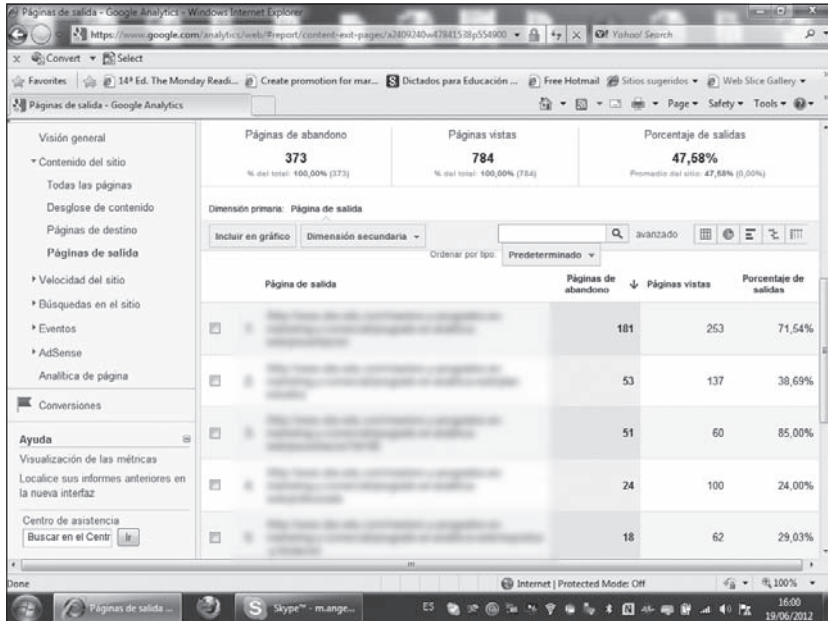 Páginas de salida - Google Analytics - Windows Internet Explorer
https://www.google.com/analytics/web/#report/content-exit-pages/a2409240w47841538p554900
Yahoo! Search
x Convert Select
Favorites 14ª Ed. The Monday Readi... Create promotion for mar... Dictados para Educación ... Free Hotmail Sitios sugeridos Web Slice Gallery
Páginas de salida - Google Analytics
Page Safety Tools
Visión general
Contenido del sitio
Todas las páginas
Desglose de contenido
Páginas de destino
Páginas de salida
Velocidad del sitio
Búsquedas en el sitio
Eventos
AdSense
Analítica de página
Conversiones
Ayuda
Visualización de las métricas
Localice sus informes anteriores en
la nueva interfaz
Centro de asistencia
Buscar en el Centr Ir
Páginas de abandono Páginas vistas Porcentaje de salidas
373 784 47,58%
% del total: 100,00% (373) % del total: 100,00% (784) Promedio del sitio: 47,58% (0,00%)
Dimensión primaria: Página de salida
Incluir en gráfico Dimensión secundaria avanzado
Ordenar por tipo: Predeterminado
Página de salida Páginas de abandono Páginas vistas Porcentaje de salidas
181 253 71,54%
53 137 38,69%
51 60 85,00%
24 100 24,00%
18 62 29,03%
Done Internet | Protected Mode: Off 100%
Páginas de salida ... Skype™ - m.ange... ES 16:00
19/06/2012